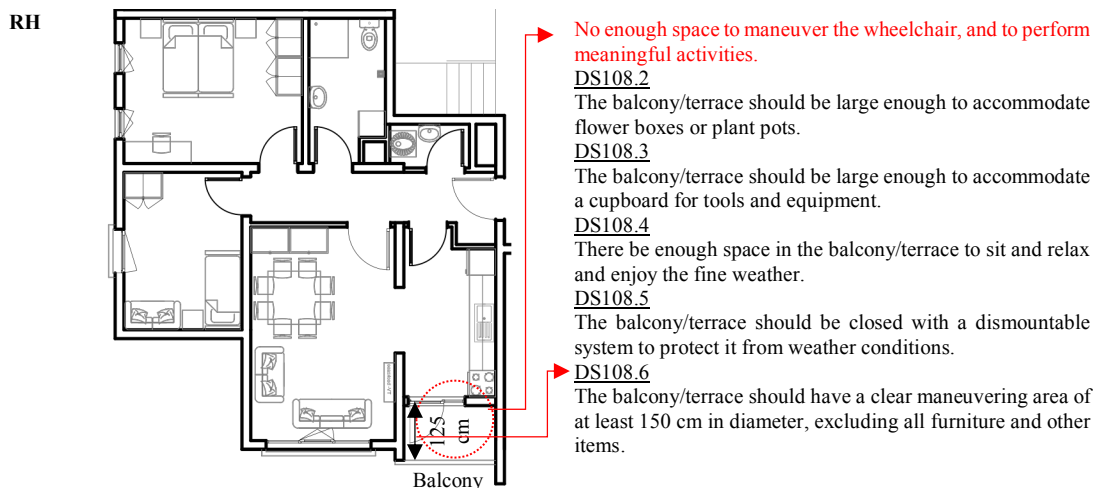 RH
No enough space to maneuver the wheelchair, and to perform
meaningful activities.
DS108.2
The balcony/terrace should be large enough to accommodate
flower boxes or plant pots.
DS108.3
The balcony/terrace should be large enough to accommodate
a cupboard for tools and equipment.
DS108.4
There be enough space in the balcony/terrace to sit and relax
and enjoy the fine weather.
DS108.5
The balcony/terrace should be closed with a dismountable
system to protect it from weather conditions.
DS108.6
The balcony/terrace should have a clear maneuvering area of
at least 150 cm in diameter, excluding all furniture and other
items.
125
cm
Balcony